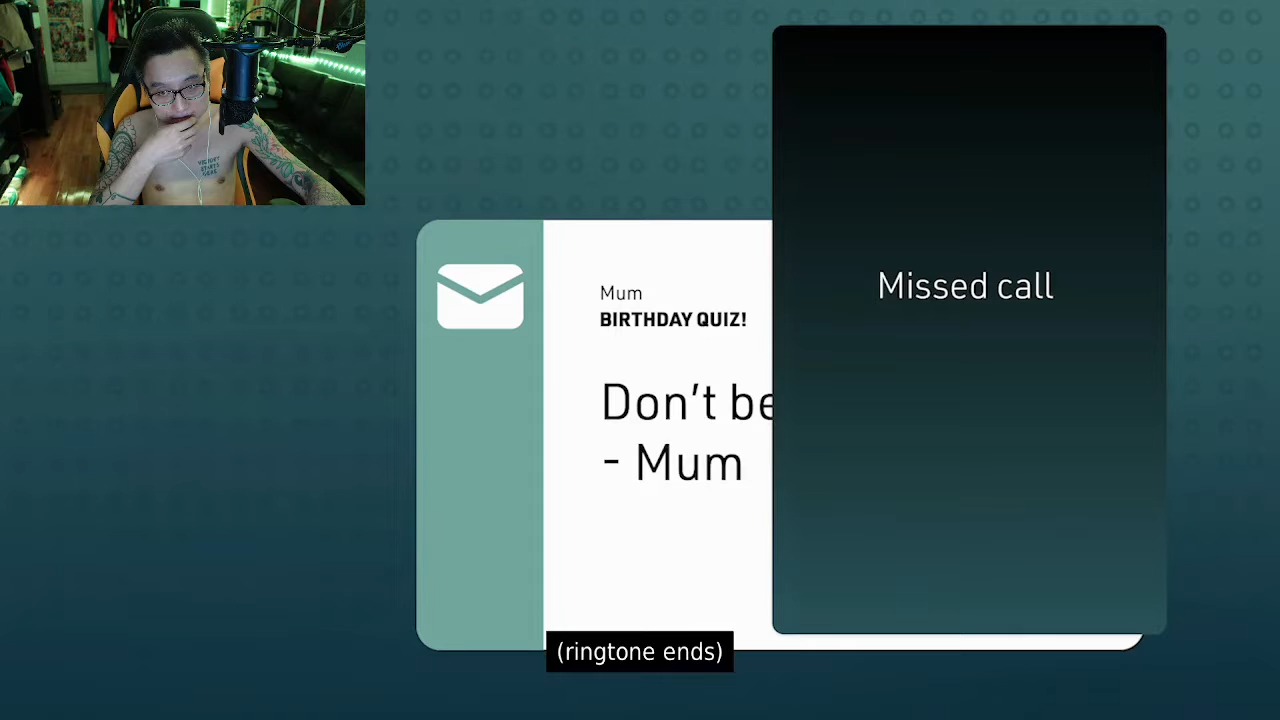 Missed call
Mum
BIRTHDAY QUIZ!
Don't be
- Mum
(ringtone ends)